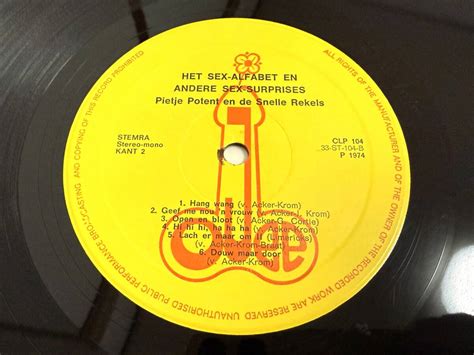 HET SEX-ALFABET EN
ANDERE SEX-SURPRISES
Pietje Potent en de Snelle Rekels
STEMRA
Stereo-mono
KANT 2
CLP 104
33-ST-104-B
P 1974
1. Hang wang (v. Acker-Krom)
2. Geef me nou 'n vrouw (v. Acker, Krom)
3. Open en bloot (v. Acker-G. Cortie)
4. Hi hi hi, ha ha ha (v. Acker-Krom)
5. Lach er maar om (Limericks)
(v. Acker-Krom-Braat)
6. Douw maar door
(v. Acker-Krom)
ALL RIGHTS OF THE MANUFACTURER AND OF THE OWNER OF THE RECORDED WORK ARE RESERVED UNAUTHORISED PUBLIC PERFORMANCE BROADCASTING AND COPYING OF THIS RECORD PROHIBITED